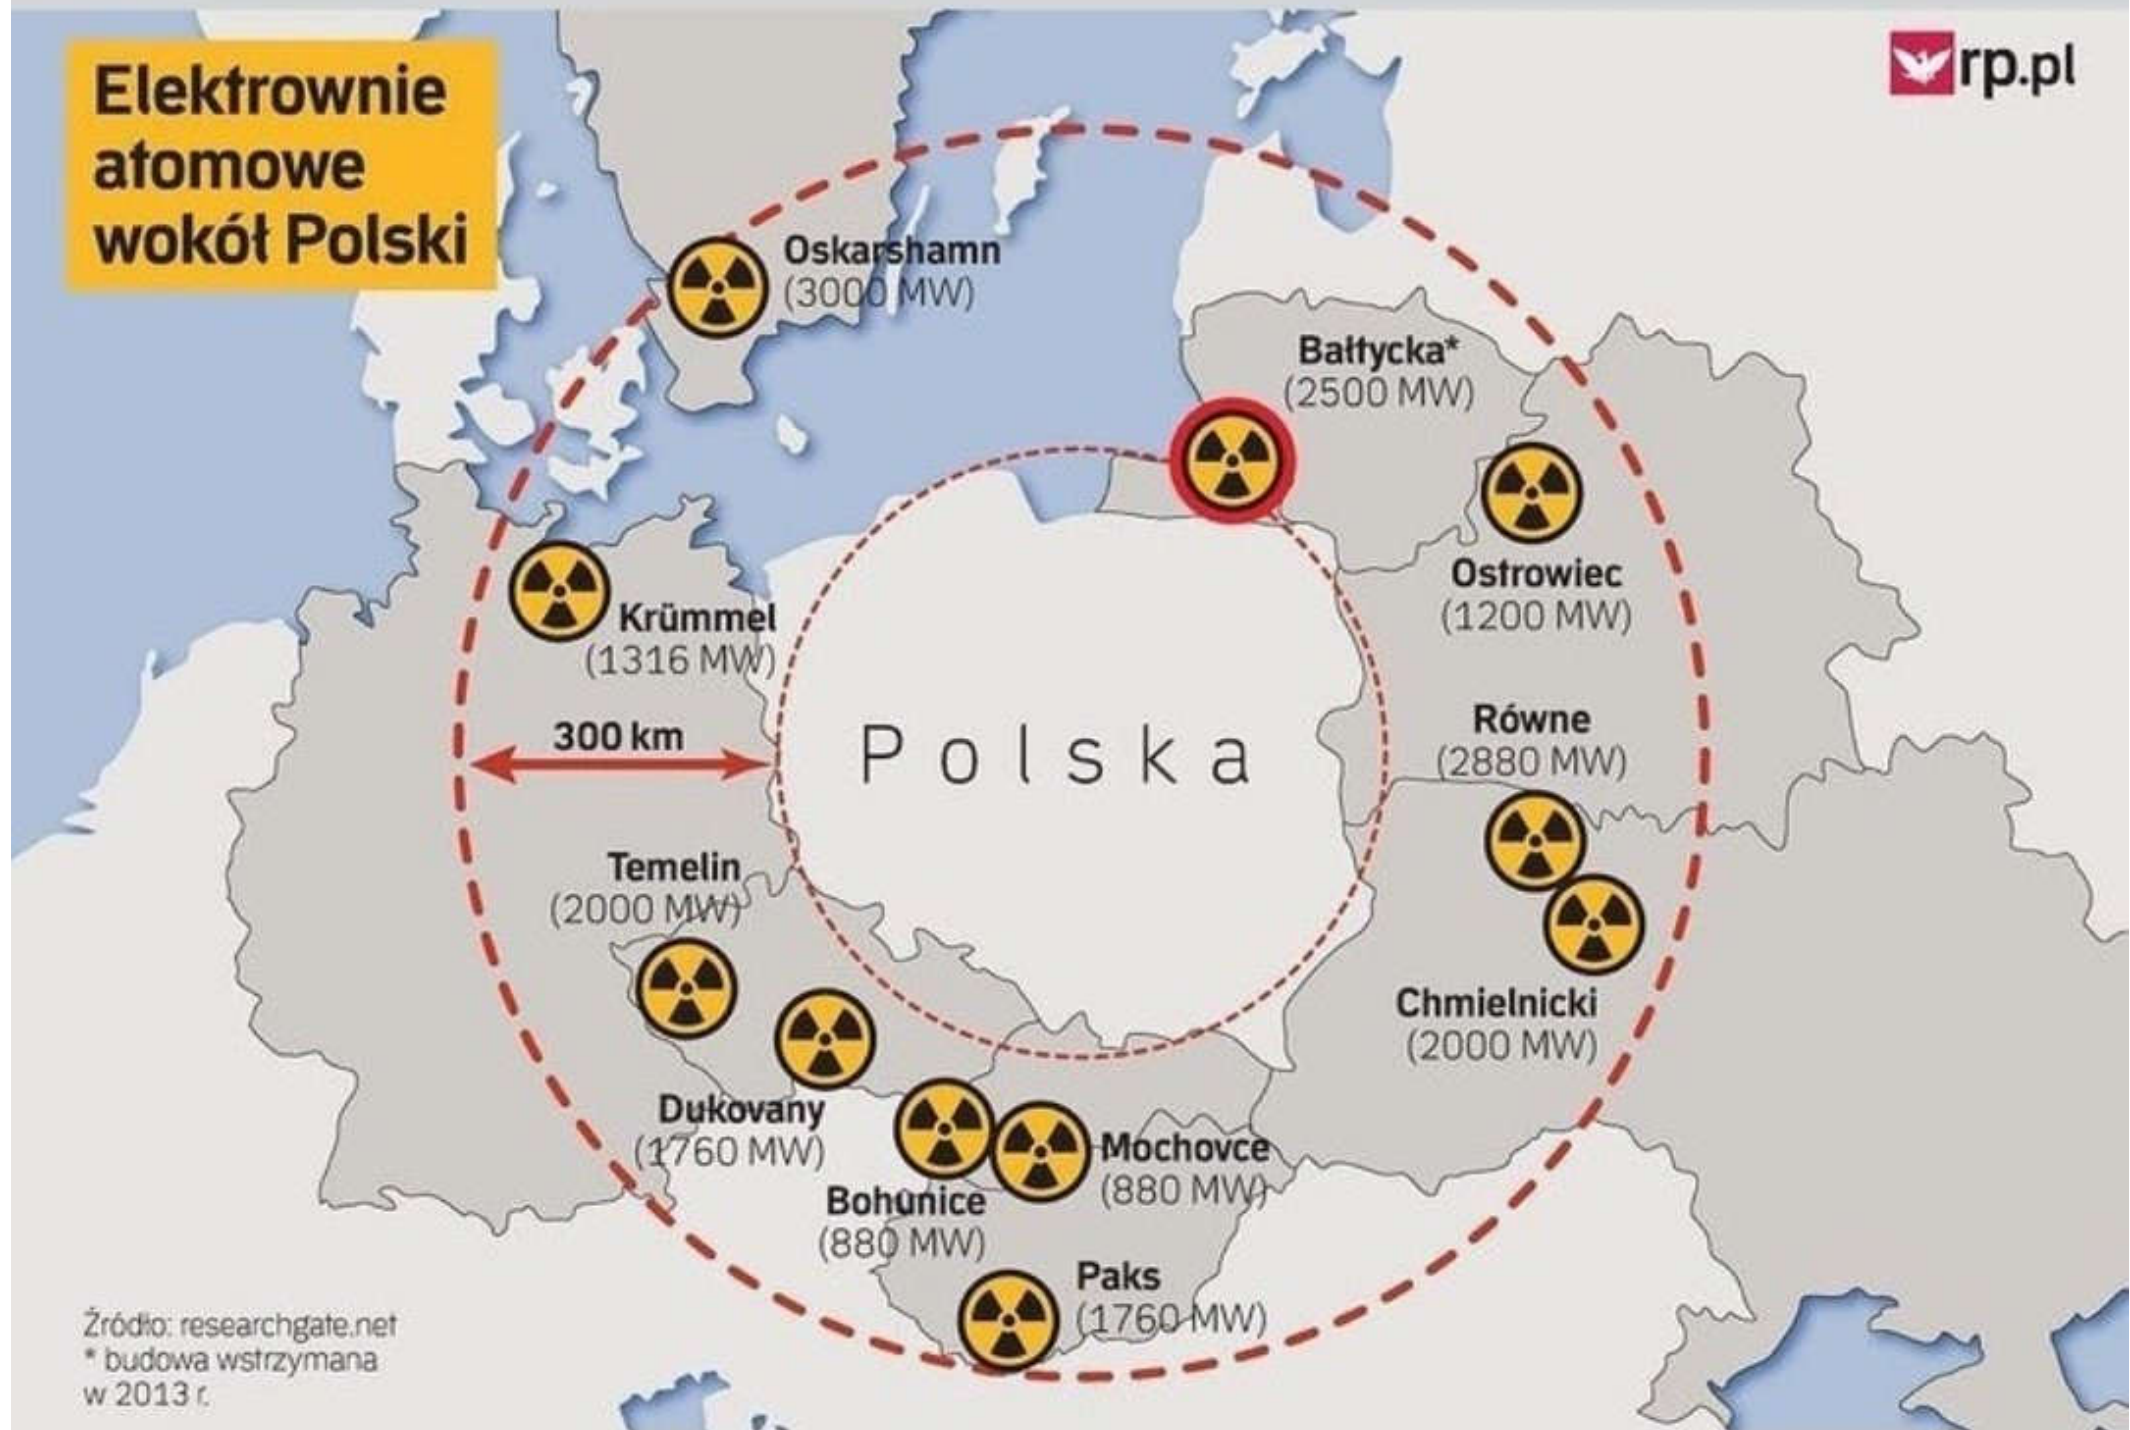 Elektrownie
atomowe
wokół Polski
rp.pl
Oskarshamn
(3000 MW)
Bałtycka*
(2500 MW)
Ostrowiec
(1200 MW)
Krümmel
(1316 MW)
300 km
Polska
Równe
(2880 MW)
Temelin
(2000 MW)
Chmielnicki
(2000 MW)
Dukovany
(1760 MW)
Mochovce
(880 MW)
Bohunice
(880 MW)
Paks
(1760 MW)
Źródło: researchgate.net
* budowa wstrzymana
w 2013 r.